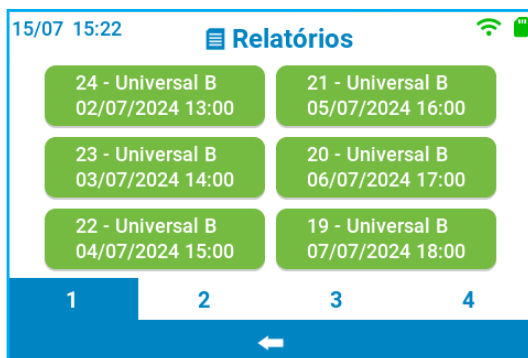 15/07 15:22
Relatórios
24 - Universal B
02/07/2024 13:00
23 - Universal B
03/07/2024 14:00
22 - Universal B
04/07/2024 15:00
21 - Universal B
05/07/2024 16:00
20 - Universal B
06/07/2024 17:00
19 - Universal B
07/07/2024 18:00
1 2 3 4